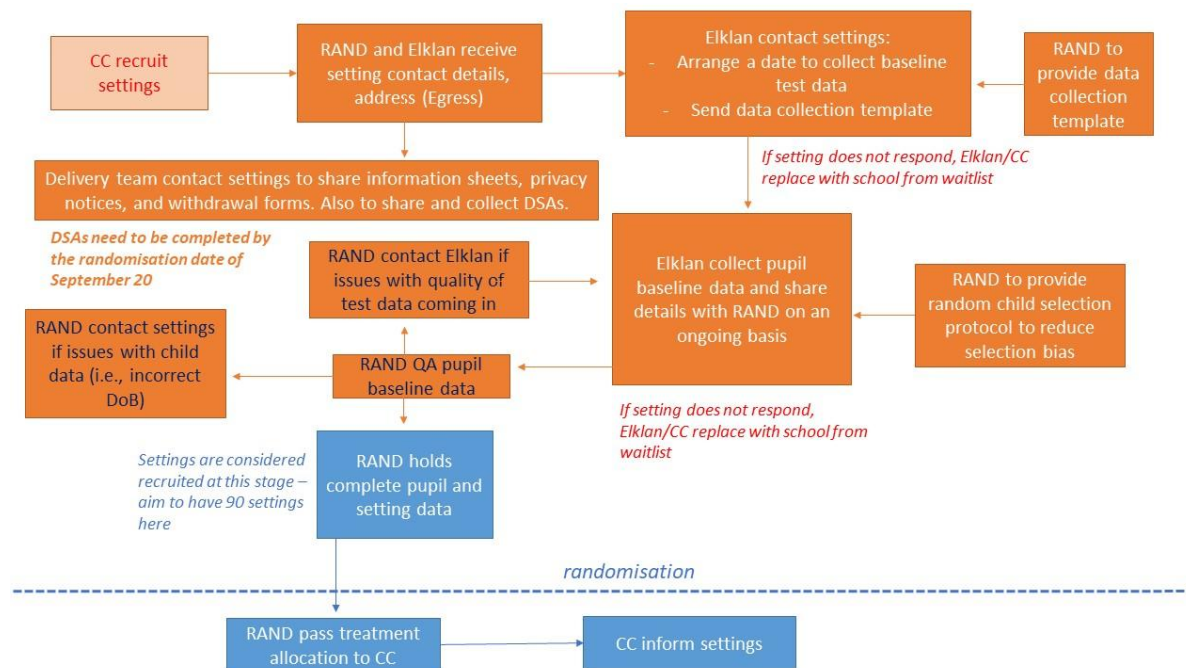 CC recruit
settings
RAND and Elklan receive
setting contact details,
address (Egress)
Elklan contact settings:
- Arrange a date to collect baseline
test data
- Send data collection template
RAND to
provide data
collection
template
If setting does not respond, Elklan/CC
replace with school from waitlist
Delivery team contact settings to share information sheets, privacy
notices, and withdrawal forms. Also to share and collect DSAs.
DSAs need to be completed by
the randomisation date of
September 20
RAND contact Elklan if
issues with quality of
test data coming in
Elklan collect pupil
baseline data and share
details with RAND on an
ongoing basis
RAND to provide
random child selection
protocol to reduce
selection bias
RAND contact settings
if issues with child
data (i.e., incorrect
DoB)
RAND QA pupil
baseline data
If setting does not respond,
Elklan/CC replace with school from
waitlist
Settings are considered
recruited at this stage –
aim to have 90 settings
here
RAND holds
complete pupil and
setting data
randomisation
RAND pass treatment
allocation to CC
CC inform settings